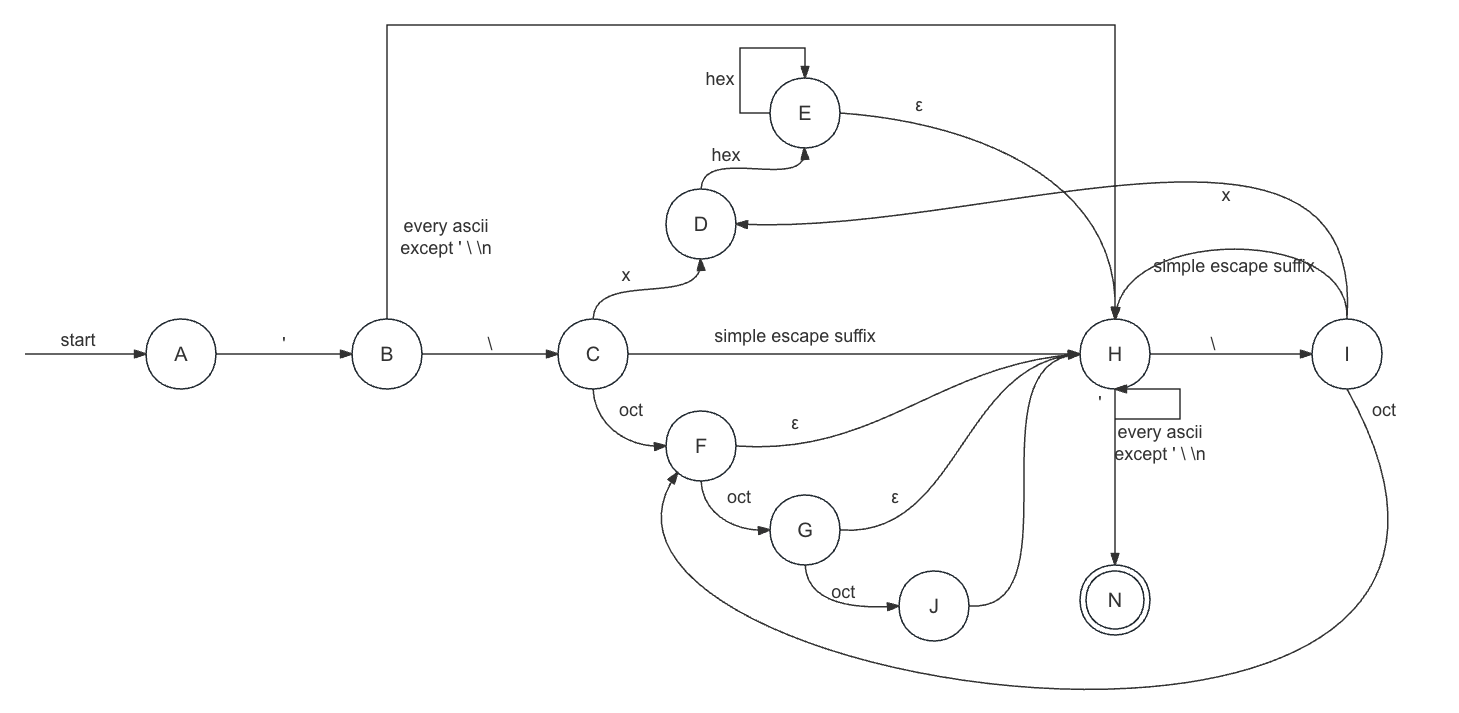 hex
E
ε
hex
D
x
every ascii
except ' \ \n
x
simple escape suffix
start
A
'
B
\
C
simple escape suffix
H
\
I
oct
F
ε
'
every ascii
except ' \ \n
oct
oct
G
ε
oct
J
N